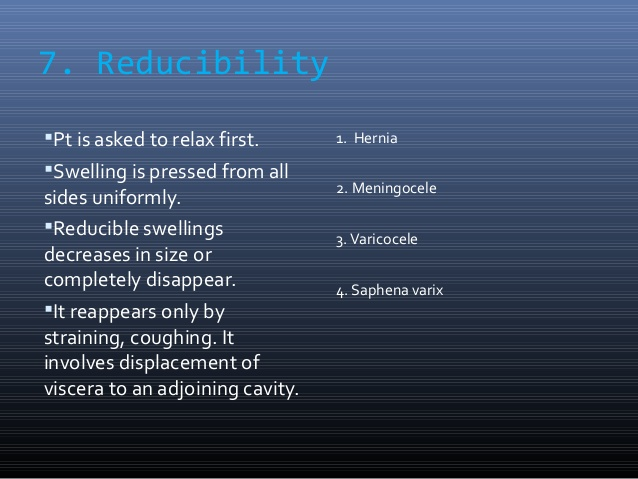 7. Reducibility
▪Pt is asked to relax first.
▪Swelling is pressed from all
sides uniformly.
▪Reducible swellings
decreases in size or
completely disappear.
▪It reappears only by
straining, coughing. It
involves displacement of
viscera to an adjoining cavity.
1. Hernia
2. Meningocele
3. Varicocele
4. Saphena varix